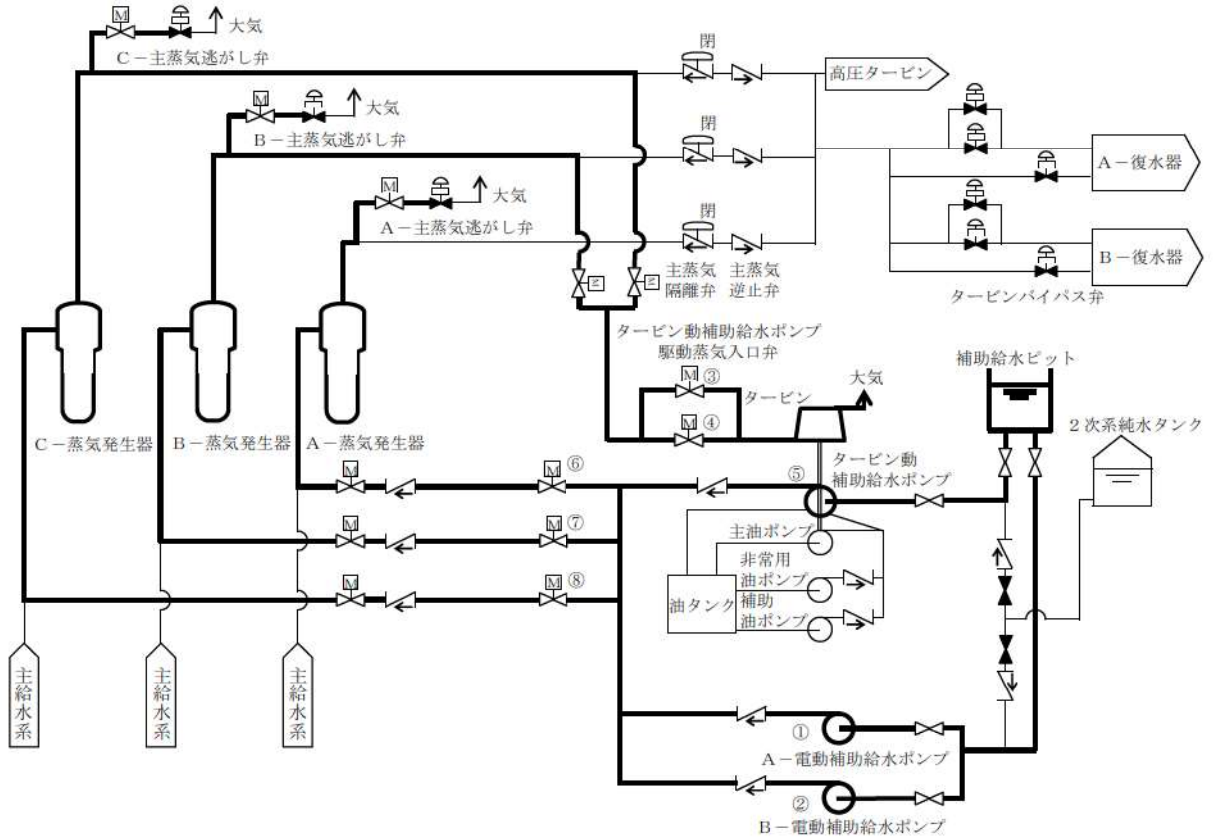 M
大気
C－主蒸気逃がし弁
M
大気
B－主蒸気逃がし弁
M
大気
A－主蒸気逃がし弁
閉
閉
閉
主蒸気
隔離弁
主蒸気
逆止弁
高圧タービン
A－復水器
B－復水器
タービンバイパス弁
M
M
タービン動補助給水ポンプ
駆動蒸気入口弁
M
③
M
④
タービン
大気
補助給水ピット
2次系純水タンク
C－蒸気発生器
B－蒸気発生器
A－蒸気発生器
⑤
タービン動
補助給水ポンプ
M
M
⑥
M
M
⑦
M
M
⑧
主油ポンプ
非常用
油ポンプ
補助
油ポンプ
油タンク
主給水系
主給水系
主給水系
①
A－電動補助給水ポンプ
②
B－電動補助給水ポンプ